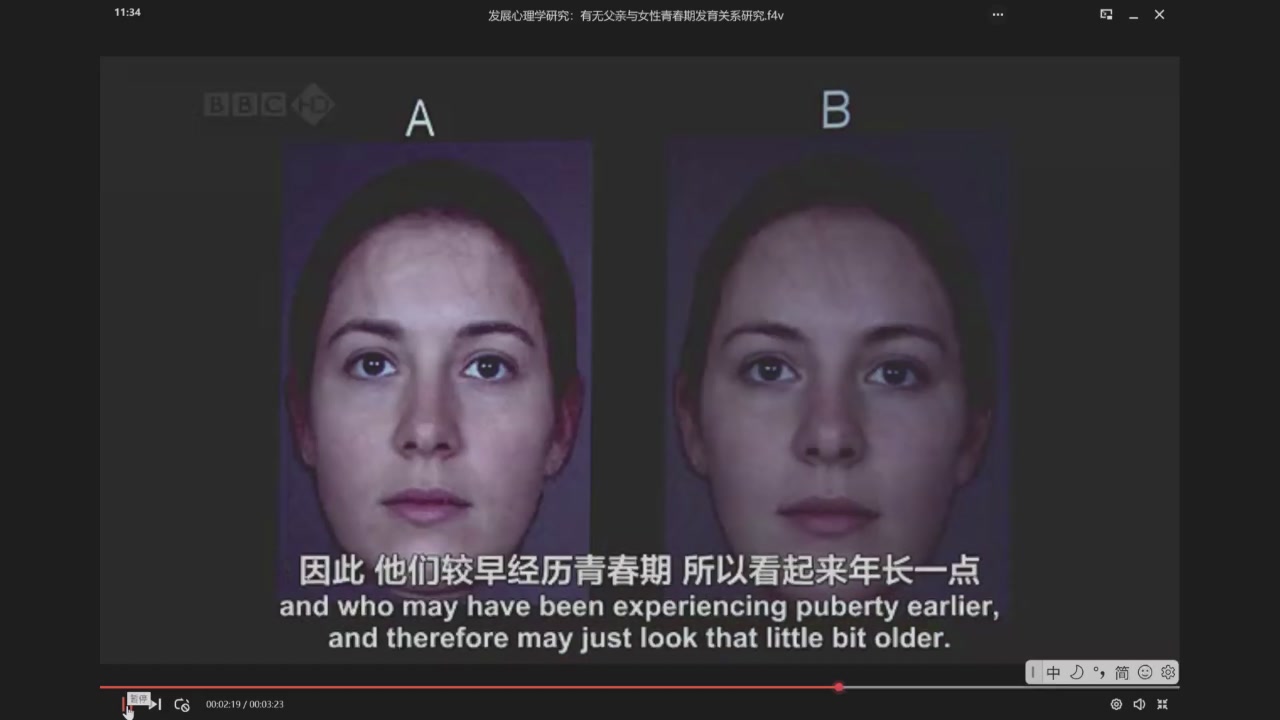 11:34
发展心理学研究：有无父亲与女性青春期发育关系研究.f4v
BBC HD
A
B
因此 他们较早经历青春期 所以看起来年长一点
and who may have been experiencing puberty earlier,
and therefore may just look that little bit older.
中 简
暂停
00:02:19 / 00:03:23